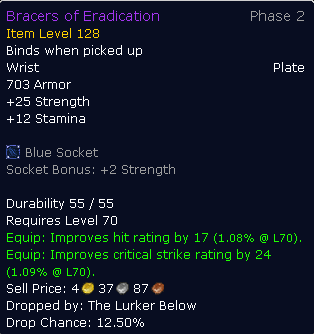 Bracers of Eradication Phase 2
Item Level 128
Binds when picked up
Wrist Plate
703 Armor
+25 Strength
+12 Stamina
Blue Socket
Socket Bonus: +2 Strength
Durability 55 / 55
Requires Level 70
Equip: Improves hit rating by 17 (1.08% @ L70).
Equip: Improves critical strike rating by 24
(1.09% @ L70).
Sell Price: 4 37 87
Dropped by: The Lurker Below
Drop Chance: 12.50%